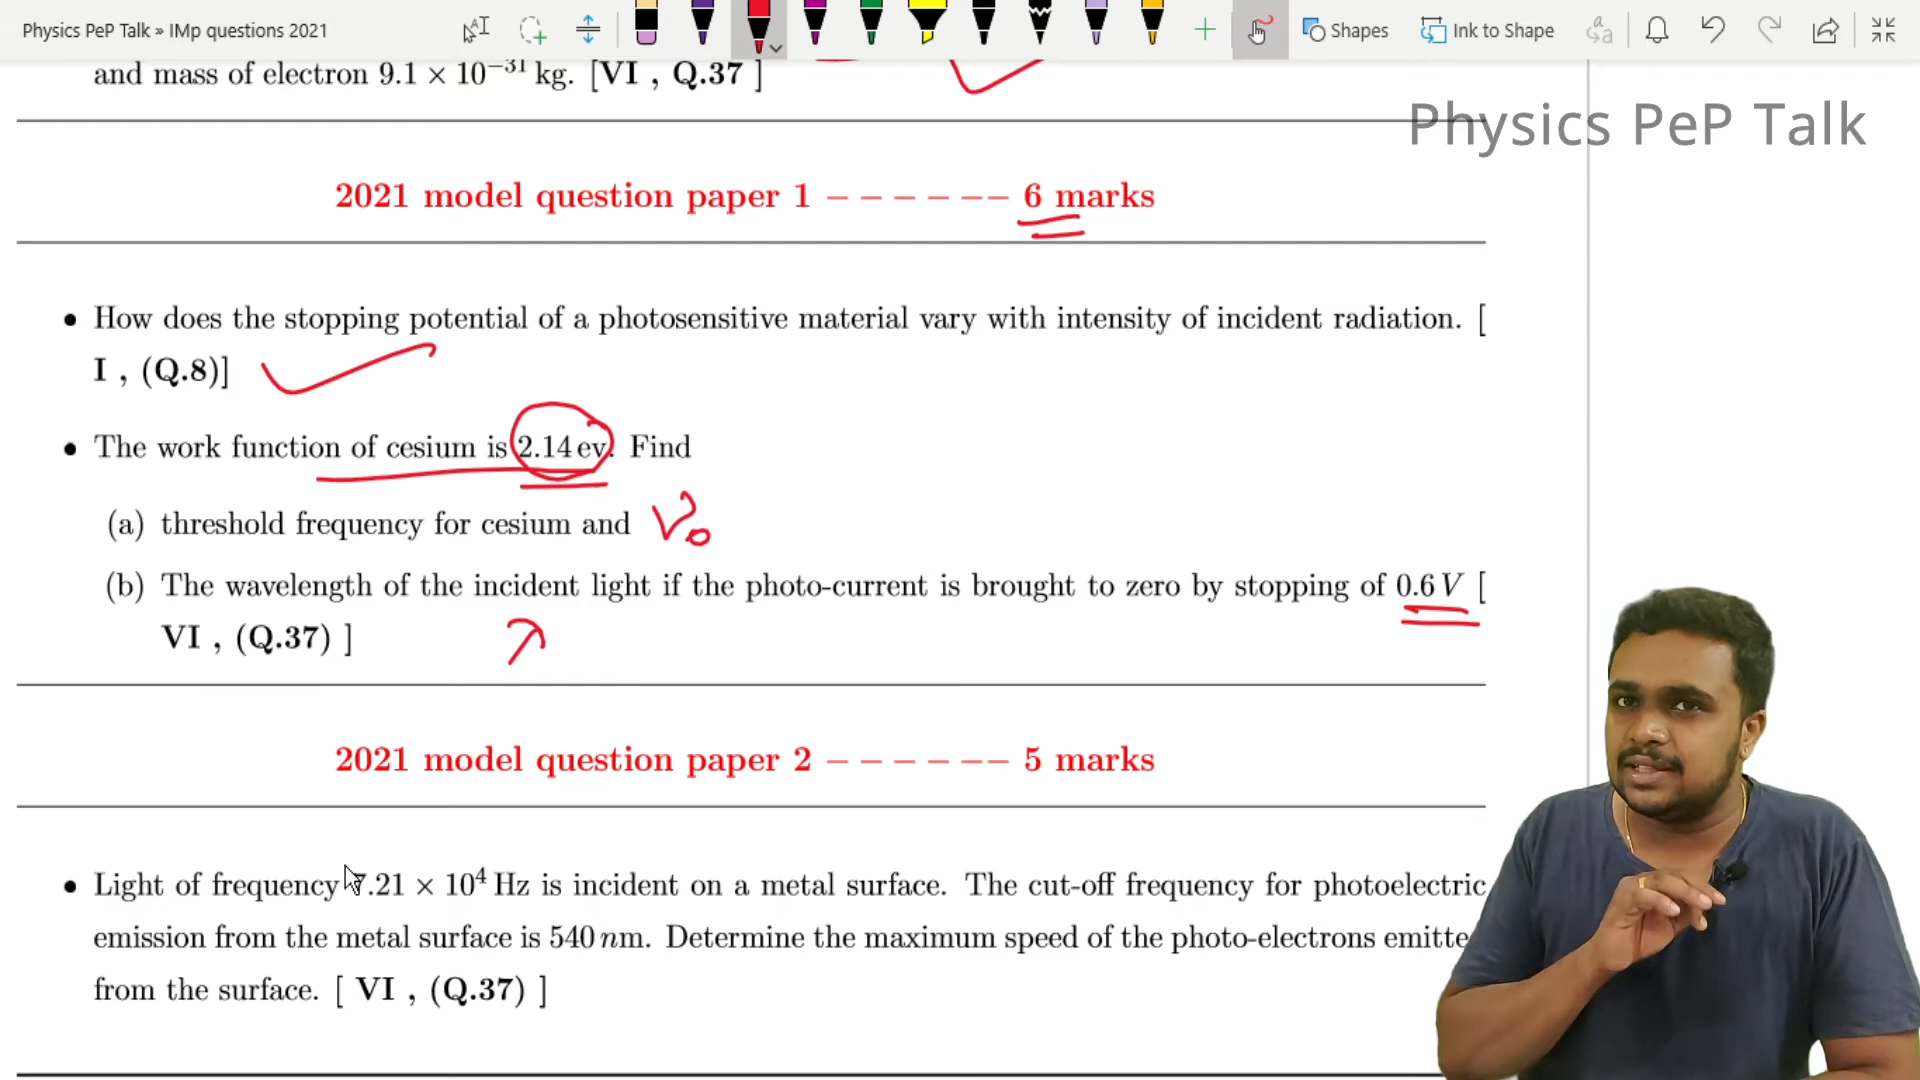 Physics PeP Talk » IMp questions 2021
Shapes
Ink to Shape
and mass of electron 9.1 × 10⁻³¹ kg. [VI , Q.37 ]
Physics PeP Talk
2021 model question paper 1 − − − − − −− 6 marks
• How does the stopping potential of a photosensitive material vary with intensity of incident radiation. [
I , (Q.8)]
• The work function of cesium is 2.14 ev. Find
(a) threshold frequency for cesium and ν₀
(b) The wavelength of the incident light if the photo-current is brought to zero by stopping of 0.6 V [
VI , (Q.37) ]
λ
2021 model question paper 2 − − − − − −− 5 marks
• Light of frequency 7.21 × 10⁴ Hz is incident on a metal surface. The cut-off frequency for photoelectric
emission from the metal surface is 540 nm. Determine the maximum speed of the photo-electrons emitte
from the surface. [ VI , (Q.37) ]